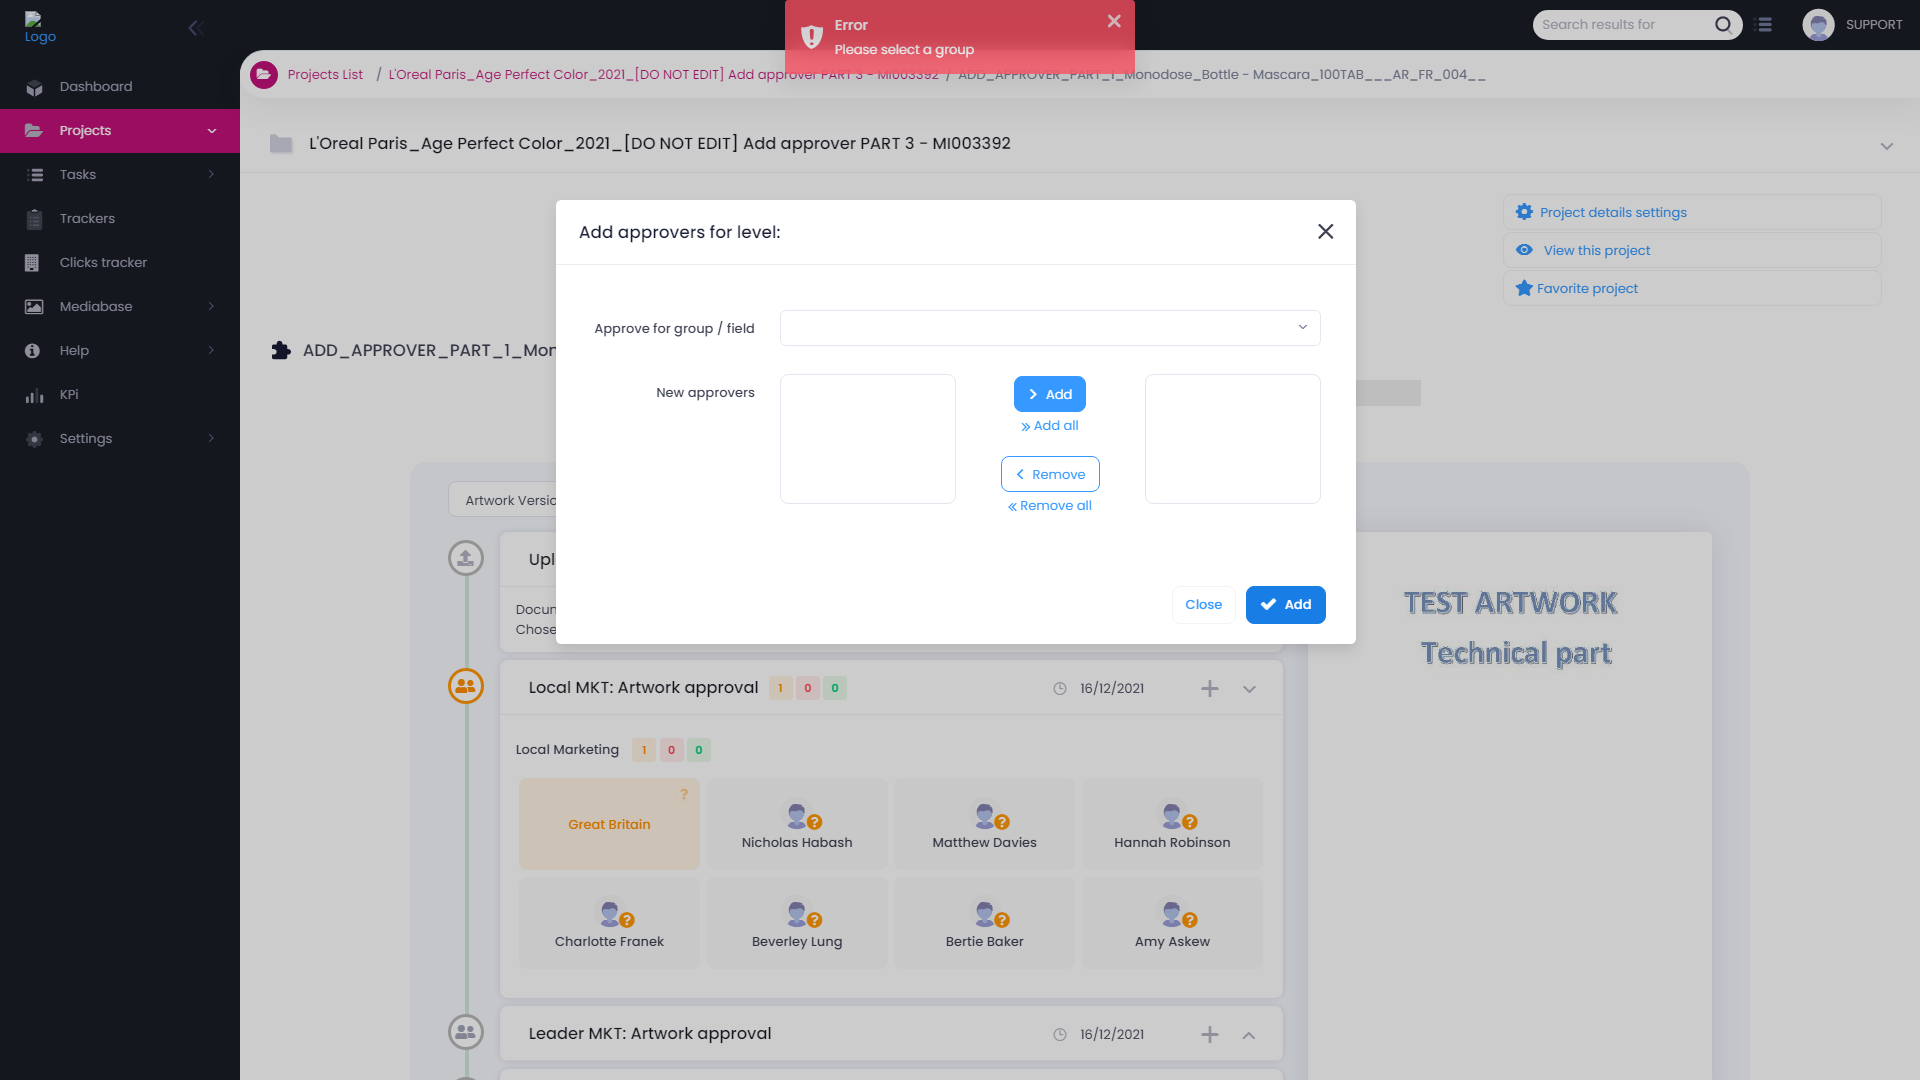 Logo
Error
Please select a group
Search results for
SUPPORT
Projects List / L'Oreal Paris_Age Perfect Color_2021_[DO NOT EDIT] Add approver PART 3 - MI003392 / ADD_APPROVER_PART_1_Monodose_Bottle - Mascara_100TAB___AR_FR_004__
Dashboard
Projects
Tasks
Trackers
Clicks tracker
Mediabase
Help
KPi
Settings
L'Oreal Paris_Age Perfect Color_2021_[DO NOT EDIT] Add approver PART 3 - MI003392
Project details settings
View this project
Favorite project
ADD_APPROVER_PART_1_Mon
Add approvers for level:
Approve for group / field
New approvers
Add
Add all
Remove
Remove all
Close
Add
Artwork Versio
Upl
Docun
Chose
Local MKT: Artwork approval 1 0 0 16/12/2021
Local Marketing 1 0 0
Great Britain ?
Nicholas Habash ?
Matthew Davies ?
Hannah Robinson ?
Charlotte Franek ?
Beverley Lung ?
Bertie Baker ?
Amy Askew ?
Leader MKT: Artwork approval 16/12/2021
TEST ARTWORK
Technical part